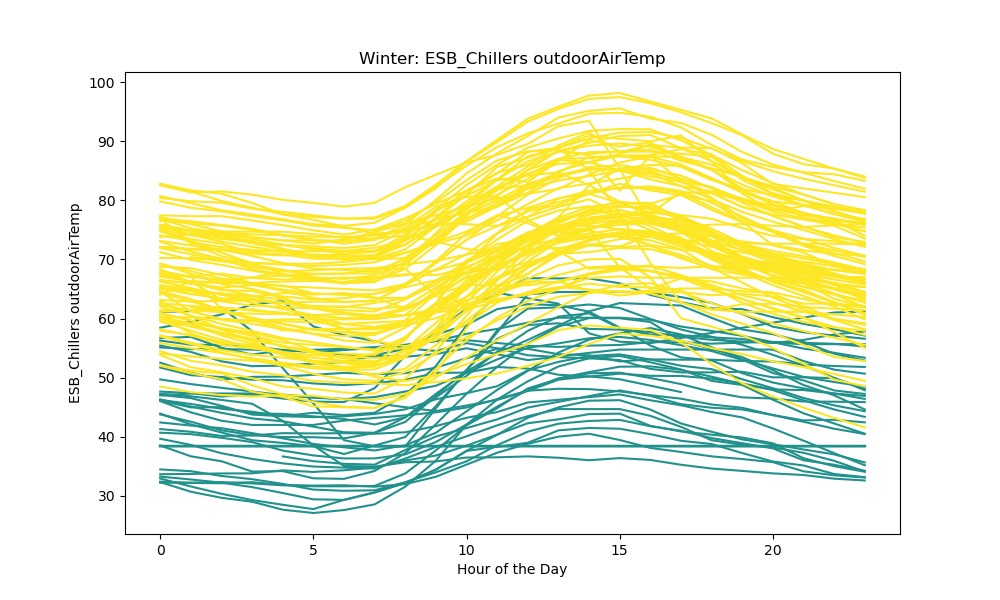 Winter: ESB_Chillers outdoorAirTemp
100
90
80
70
60
50
40
30
ESB_Chillers outdoorAirTemp
0 5 10 15 20
Hour of the Day